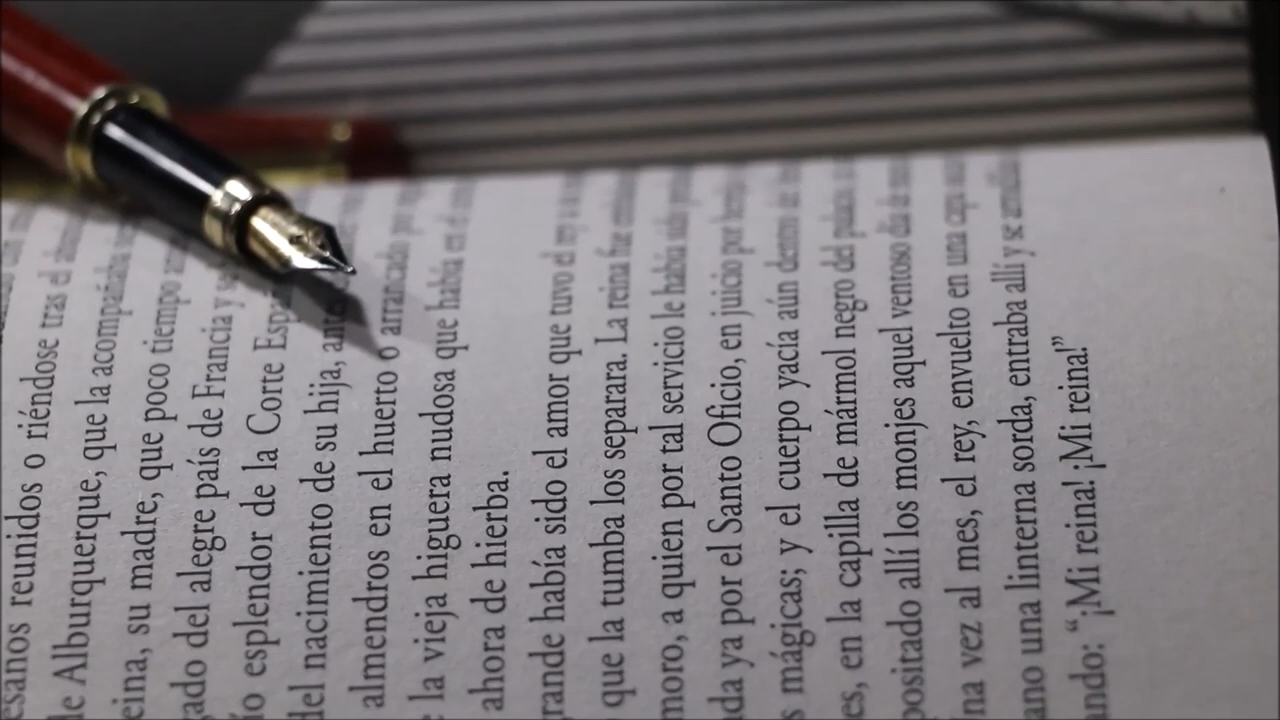 esanos reunidos o riéndose tras el
de Alburquerque, que la acompañaba
eina, su madre, que poco tiempo
gado del alegre país de Francia y
ío esplendor de la Corte
del nacimiento de su hija,
almendros en el huerto o arrancado por
la vieja higuera nudosa que había en el
ahora de hierba.
rande había sido el amor que tuvo el rey
que la tumba los separara. La reina fue
moro, a quien por tal servicio le había sido
da ya por el Santo Oficio, en juicio por
s mágicas; y el cuerpo yacía aún dentro de
es, en la capilla de mármol negro del palacio,
positado allí los monjes aquel ventoso día de
na vez al mes, el rey, envuelto en una capa
ano una linterna sorda, entraba allí y se
ando: “¡Mi reina! ¡Mi reina!”